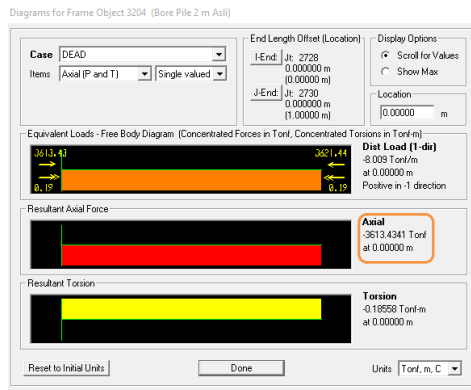 Diagrams for Frame Object 3204 (Bore Pile 2 m Asli)
End Length Offset (Location)
Display Options
Case DEAD
I-End: Jt: 2728
0.000000 m
(0.00000 m)
Scroll for Values
Items Axial (P and T) Single valued
Show Max
J-End: Jt: 2730
0.000000 m
(1.00000 m)
Location
0.00000 m
Equivalent Loads - Free Body Diagram (Concentrated Forces in Tonf, Concentrated Torsions in Tonf-m)
3613.43
3621.44
0.19
0.19
Dist Load (1-dir)
-8.009 Tonf/m
at 0.00000 m
Positive in -1 direction
Resultant Axial Force
Axial
-3613.4341 Tonf
at 0.00000 m
Resultant Torsion
Torsion
-0.18558 Tonf-m
at 0.00000 m
Reset to Initial Units
Done
Units Tonf, m, C